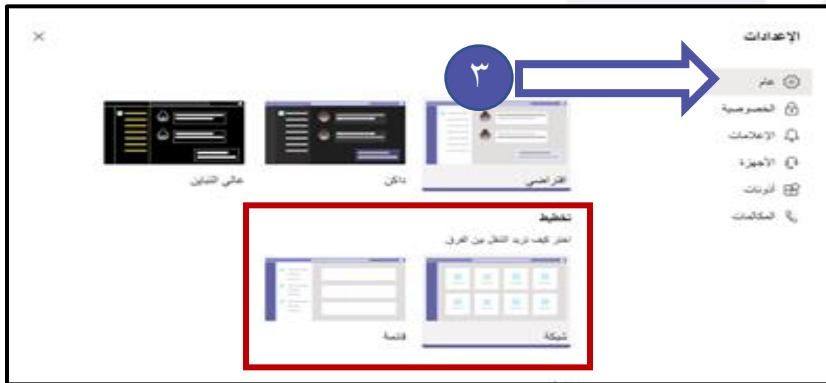 الإعدادات
×
٣
عام
الخصوصية
الإعلامات
الأجهزة
أذونات
المكالمات
افتراضي
داكن
عالي التباين
تخطيط
اختر كيف تريد التنقل بين الفرق
شبكة
قائمة